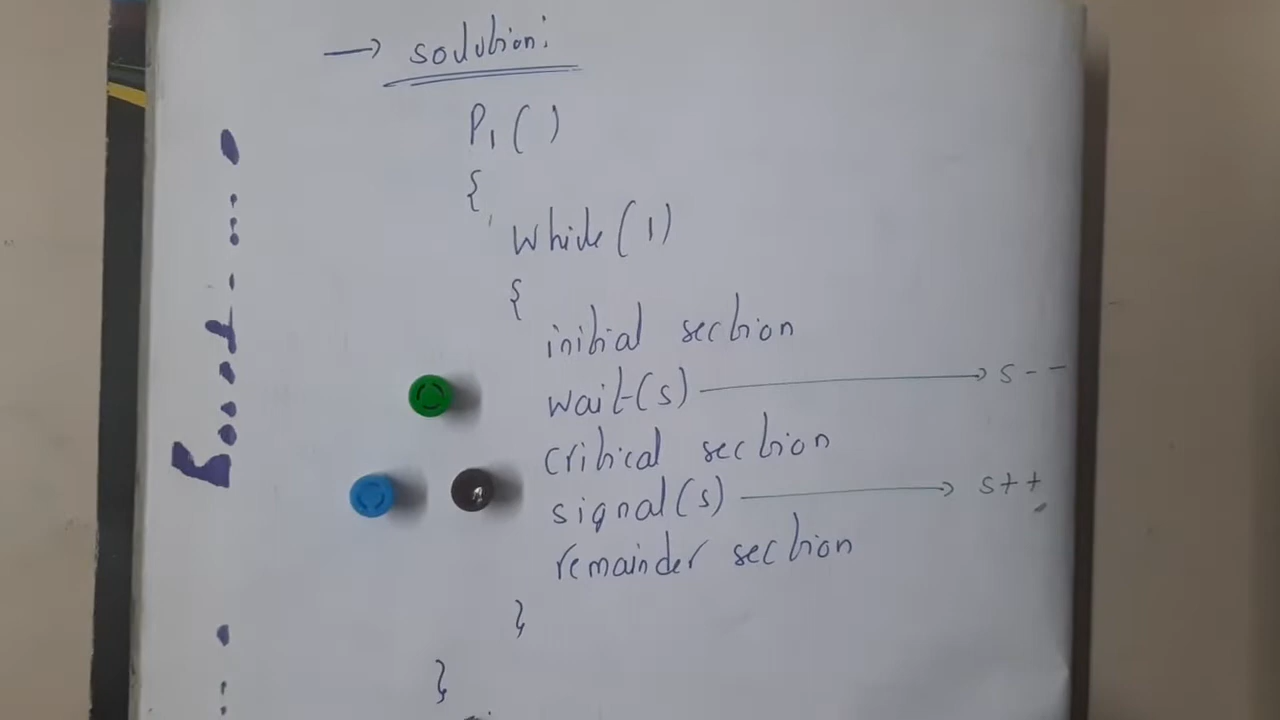 → solution:
P1 ( )
{
while ( 1 )
{
initial section
wait(s) → s--
critical section
signal(s) → s++
remainder section
}
}